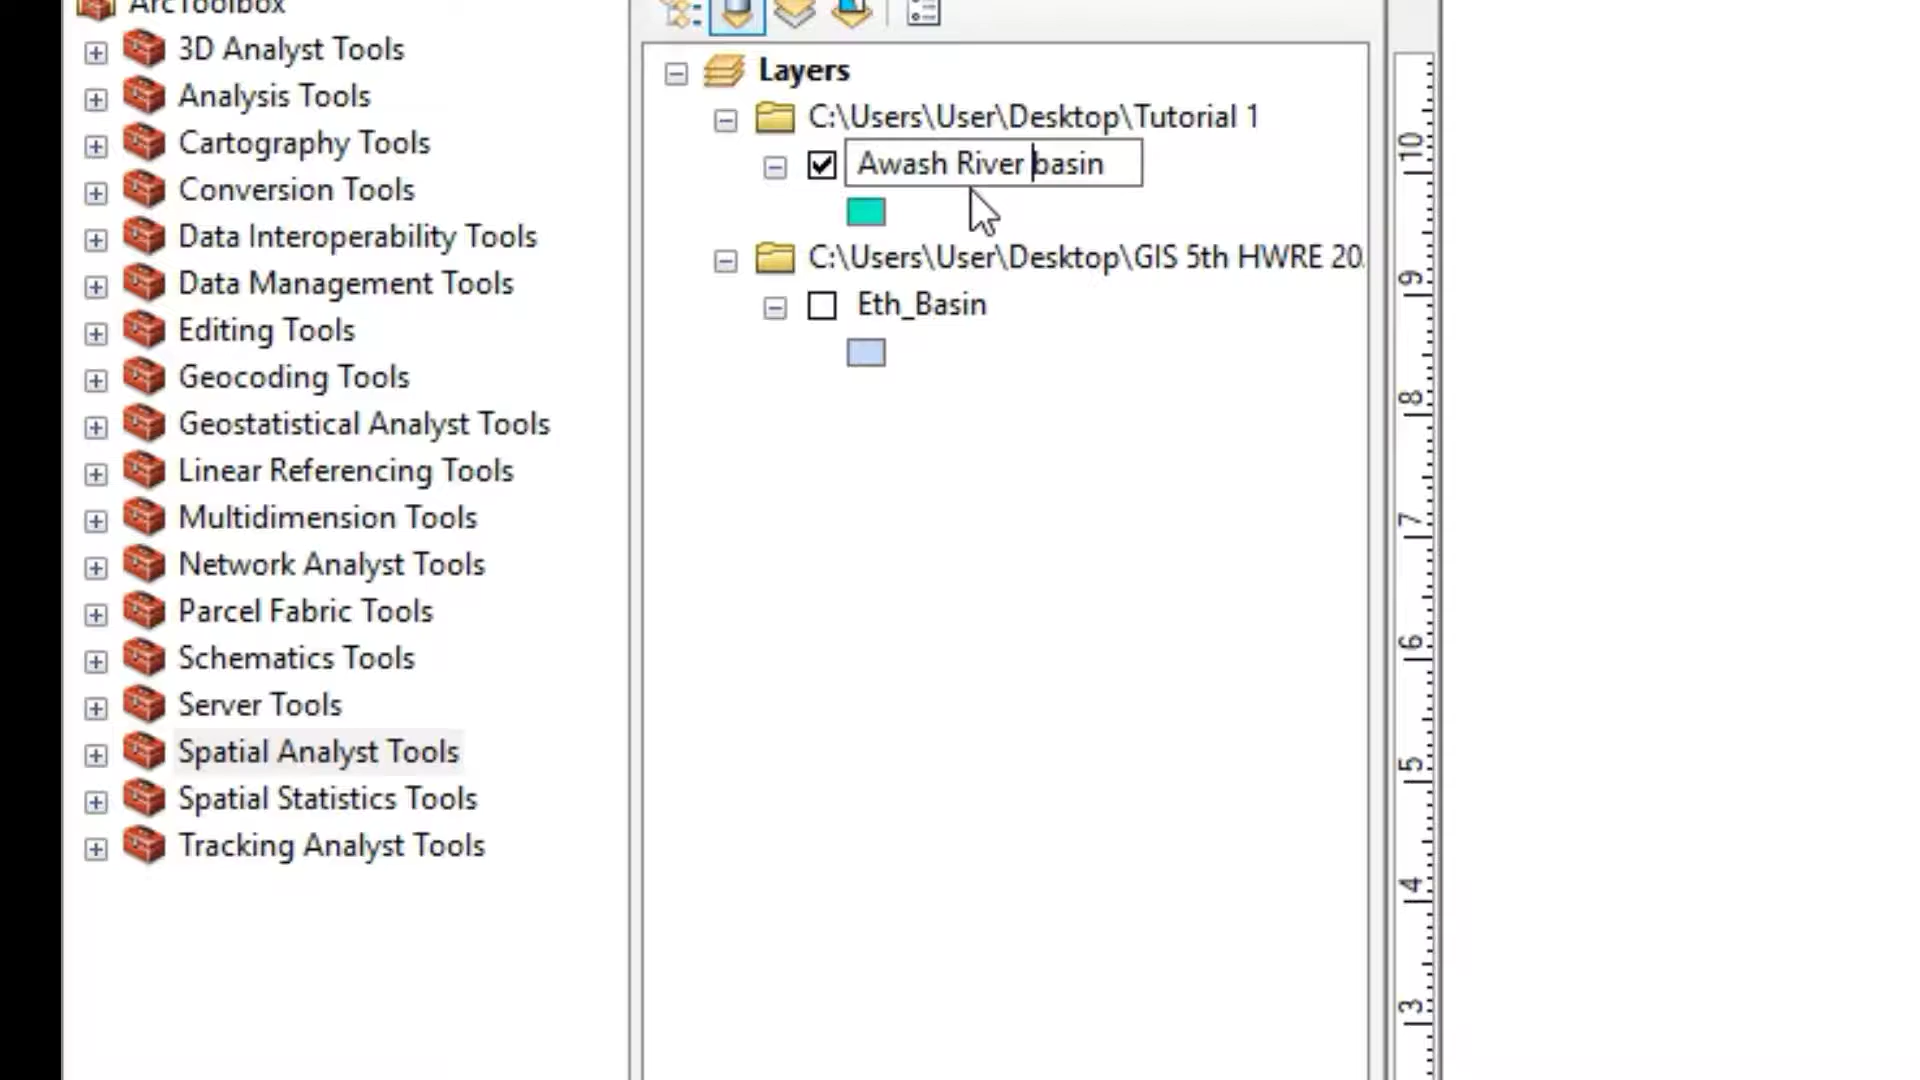 ArcToolbox
3D Analyst Tools
Analysis Tools
Cartography Tools
Conversion Tools
Data Interoperability Tools
Data Management Tools
Editing Tools
Geocoding Tools
Geostatistical Analyst Tools
Linear Referencing Tools
Multidimension Tools
Network Analyst Tools
Parcel Fabric Tools
Schematics Tools
Server Tools
Spatial Analyst Tools
Spatial Statistics Tools
Tracking Analyst Tools
Layers
C:\Users\User\Desktop\Tutorial 1
Awash River basin
C:\Users\User\Desktop\GIS 5th HWRE 20
Eth_Basin
10
9
8
7
6
5
4
3